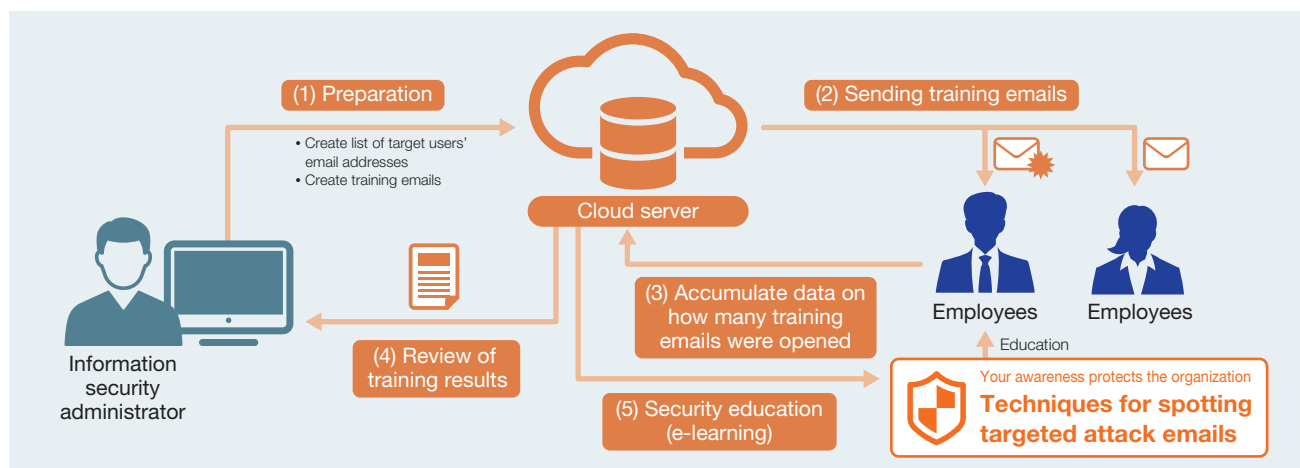 (1) Preparation
• Create list of target users'
email addresses
• Create training emails
Cloud server
(2) Sending training emails
Employees
Employees
(3) Accumulate data on
how many training
emails were opened
(4) Review of
training results
Information
security
administrator
(5) Security education
(e-learning)
Education
Your awareness protects the organization
Techniques for spotting
targeted attack emails